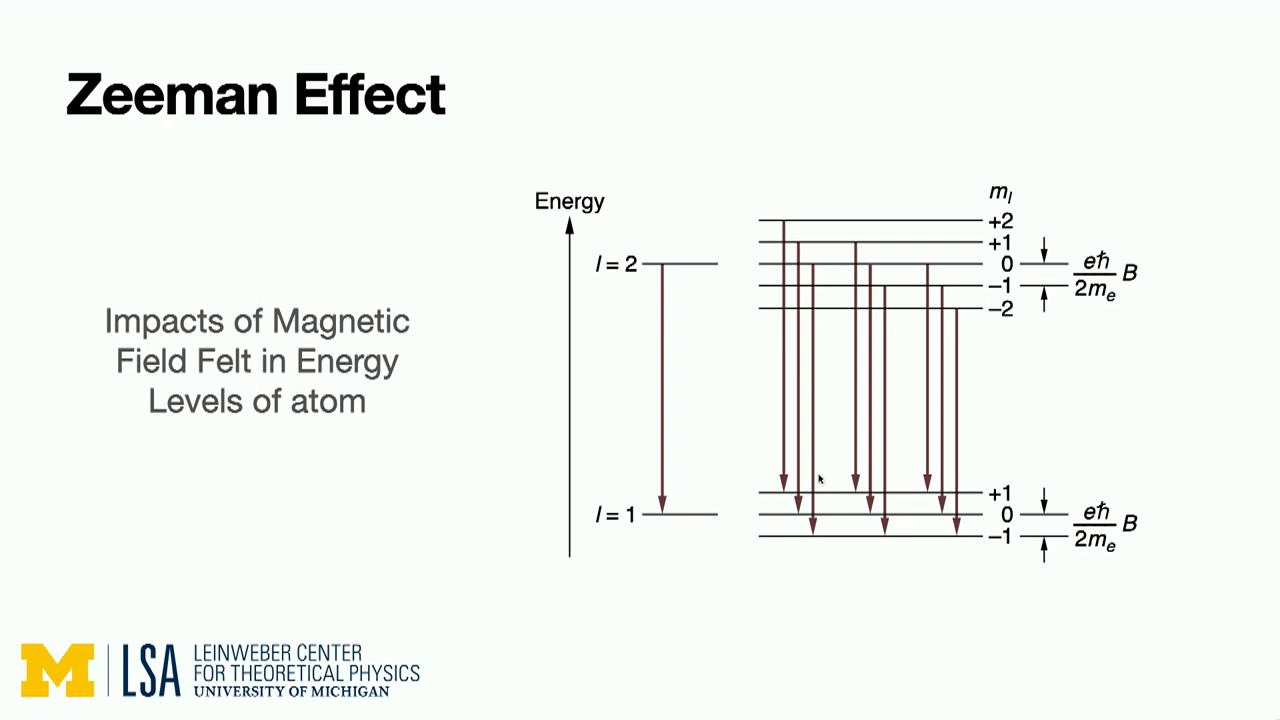 Zeeman Effect
Impacts of Magnetic
Field Felt in Energy
Levels of atom
Energy
l = 2
l = 1
m_l
+2
+1
0
–1
–2
eħ
2m_e
B
+1
0
–1
eħ
2m_e
B
M
LSA
LEINWEBER CENTER
FOR THEORETICAL PHYSICS
UNIVERSITY OF MICHIGAN